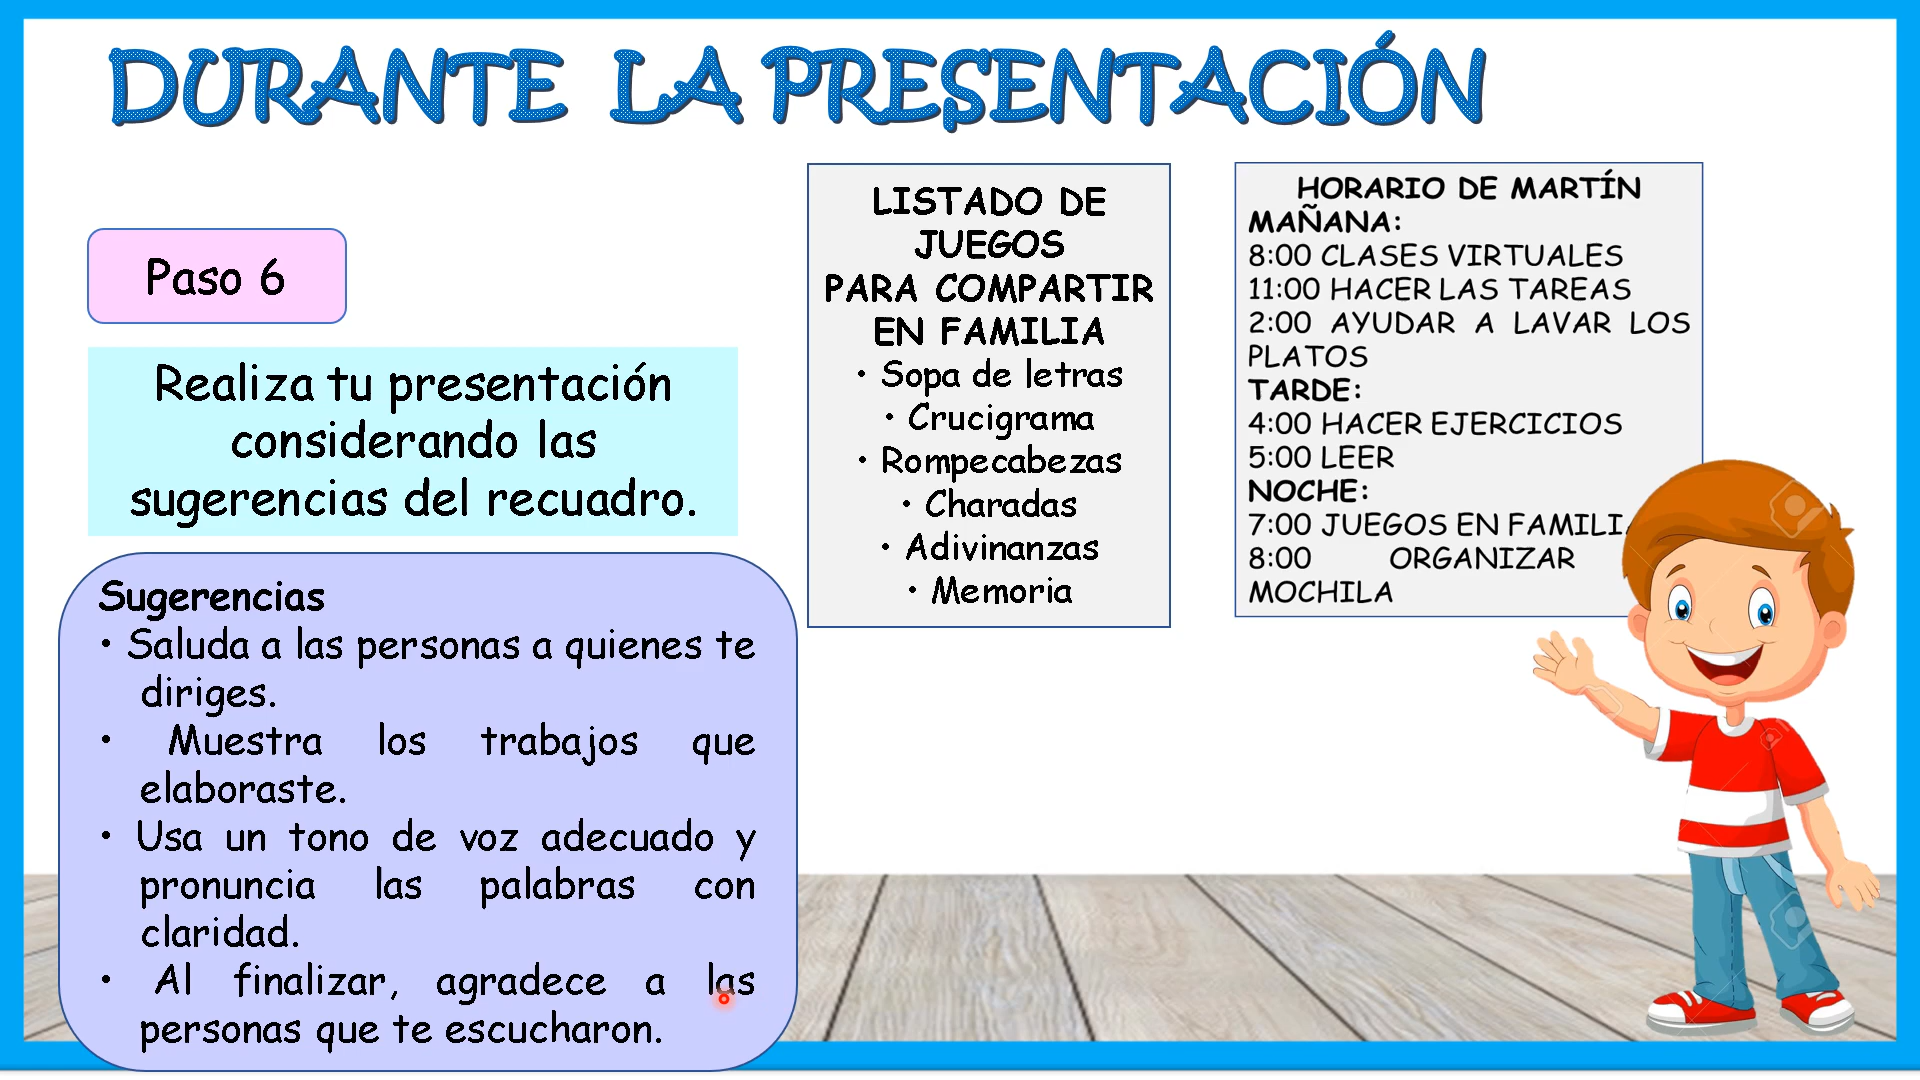 DURANTE LA PRESENTACIÓN
Paso 6
Realiza tu presentación
considerando las
sugerencias del recuadro.
Sugerencias
• Saluda a las personas a quienes te
diriges.
• Muestra los trabajos que
elaboraste.
• Usa un tono de voz adecuado y
pronuncia las palabras con
claridad.
• Al finalizar, agradece a las
personas que te escucharon.
LISTADO DE
JUEGOS
PARA COMPARTIR
EN FAMILIA
• Sopa de letras
• Crucigrama
• Rompecabezas
• Charadas
• Adivinanzas
• Memoria
HORARIO DE MARTÍN
MAÑANA:
8:00 CLASES VIRTUALES
11:00 HACER LAS TAREAS
2:00 AYUDAR A LAVAR LOS
PLATOS
TARDE:
4:00 HACER EJERCICIOS
5:00 LEER
NOCHE:
7:00 JUEGOS EN FAMILIA
8:00 ORGANIZAR
MOCHILA